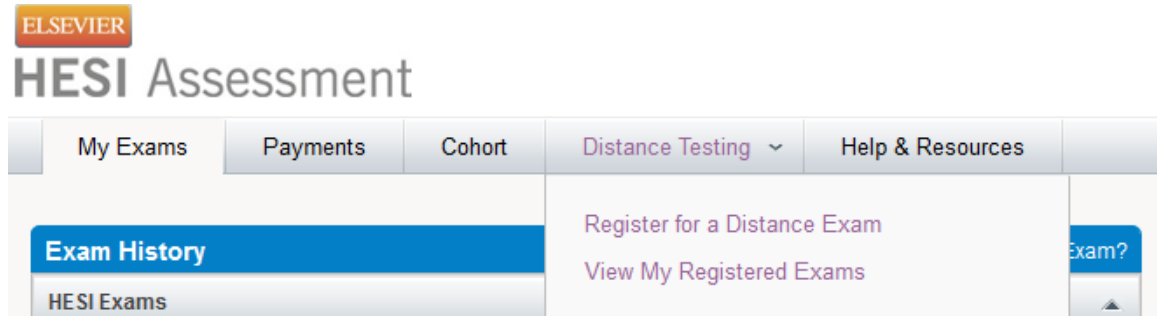 ELSEVIER
HESI Assessment
My Exams Payments Cohort Distance Testing Help & Resources
Register for a Distance Exam
Exam History Exam?
View My Registered Exams
HESI Exams